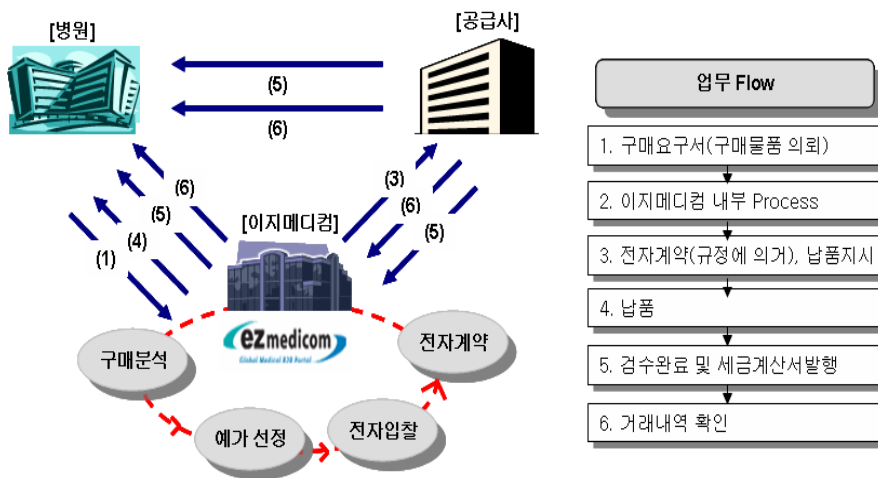 [병원]
[공급사]
(5)
(6)
업무 Flow
1. 구매요구서(구매물품 의뢰)
2. 이지메디컴 내부 Process
3. 전자계약(규정에 의거), 납품지시
4. 납품
5. 검수완료 및 세금계산서발행
6. 거래내역 확인
(6)
(5)
(4)
(1)
[이지메디컴]
(3)
(6)
(5)
ezmedicom
Global Medical B2B Portal
구매분석
예가 선정
전자입찰
전자계약